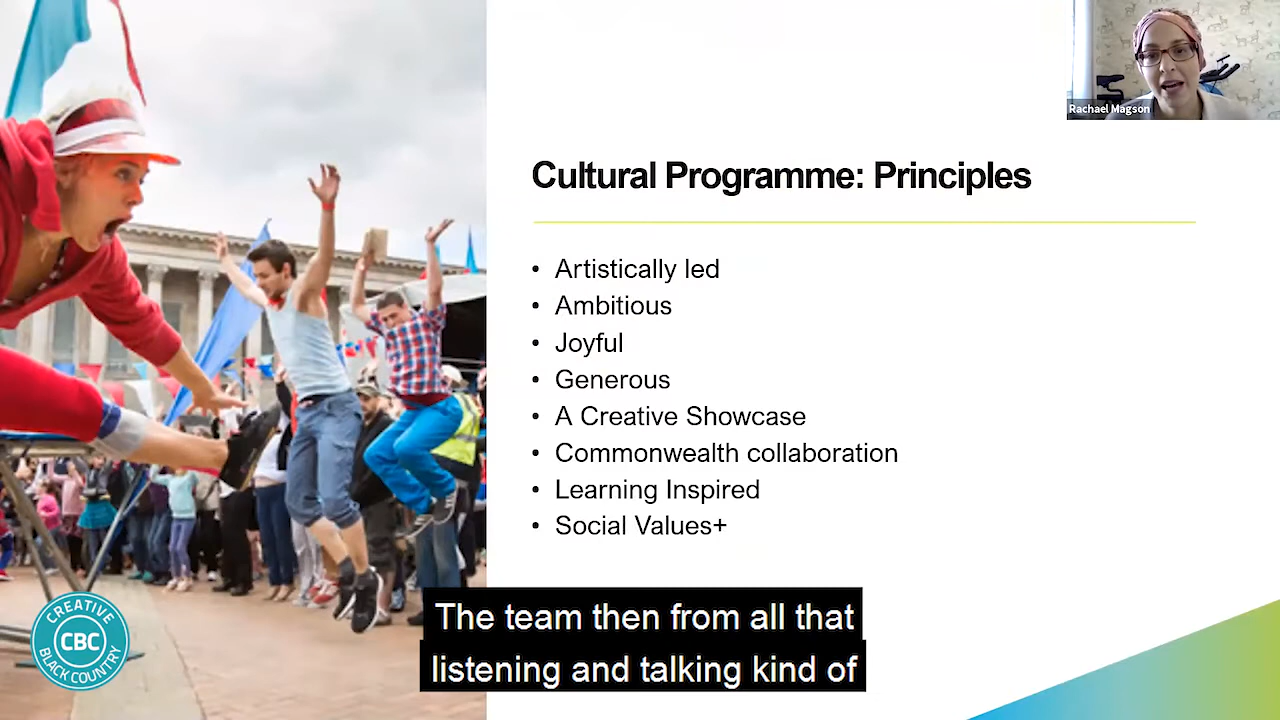 Rachael Magson
Cultural Programme: Principles
• Artistically led
• Ambitious
• Joyful
• Generous
• A Creative Showcase
• Commonwealth collaboration
• Learning Inspired
• Social Values+
CREATIVE
CBC
BLACK COUNTRY
The team then from all that
listening and talking kind of